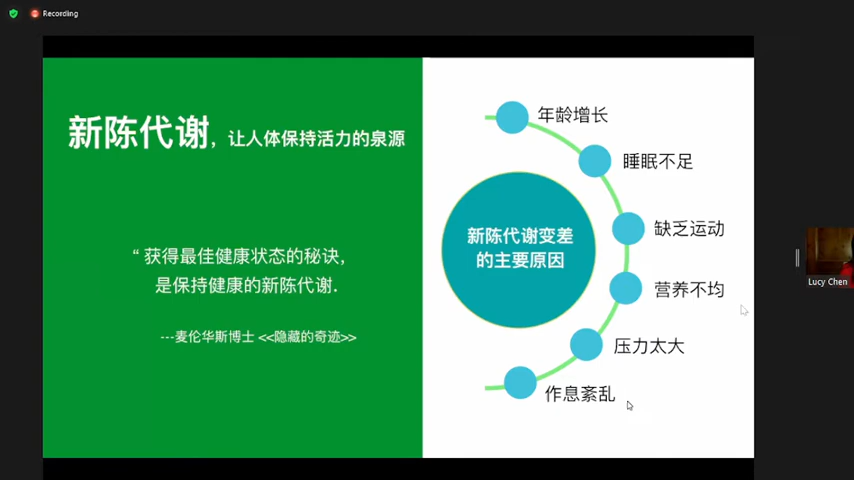 Recording
新陈代谢，让人体保持活力的泉源
“ 获得最佳健康状态的秘诀，
是保持健康的新陈代谢.
---麦伦华斯博士 <<隐藏的奇迹>>
新陈代谢变差
的主要原因
年龄增长
睡眠不足
缺乏运动
营养不均
压力太大
作息紊乱
Lucy Chen